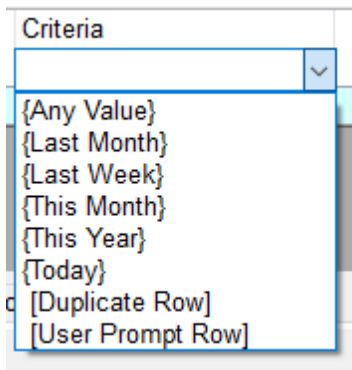 Criteria
{Any Value}
{Last Month}
{Last Week}
{This Month}
{This Year}
{Today}
[Duplicate Row]
[User Prompt Row]